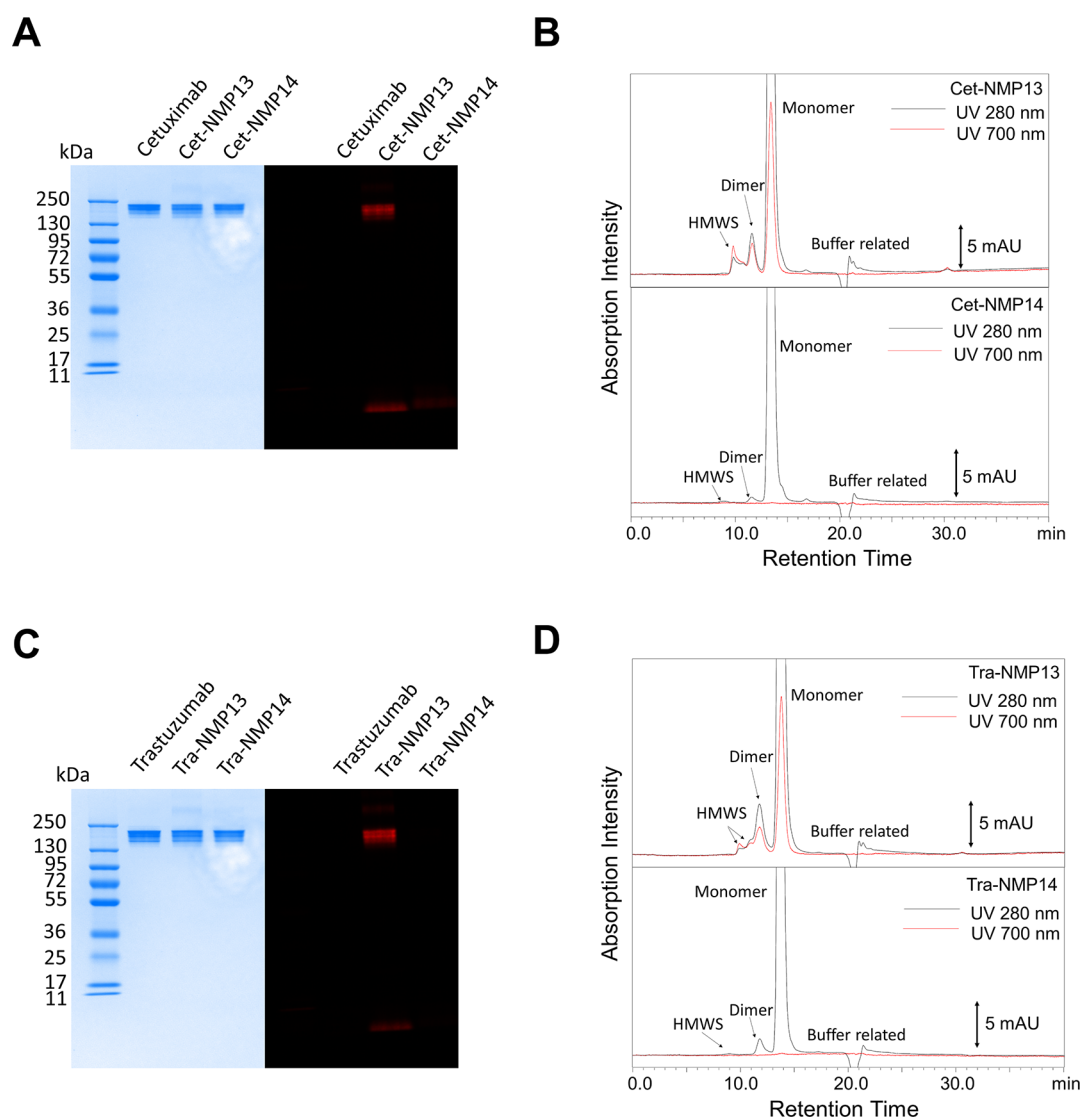 A
kDa
Cetuximab
Cet-NMP13
Cet-NMP14
Cetuximab
Cet-NMP13
Cet-NMP14
250
130
95
72
55
36
25
17
11
B
Absorption Intensity
Cet-NMP13
UV 280 nm
UV 700 nm
Monomer
Dimer
HMWS
Buffer related
5 mAU
Cet-NMP14
UV 280 nm
UV 700 nm
Monomer
Dimer
HMWS
Buffer related
5 mAU
0.0 10.0 20.0 30.0 min
Retention Time
C
kDa
Trastuzumab
Tra-NMP13
Tra-NMP14
Trastuzumab
Tra-NMP13
Tra-NMP14
250
130
95
72
55
36
25
17
11
D
Absorption Intensity
Tra-NMP13
UV 280 nm
UV 700 nm
Monomer
Dimer
HMWS
Buffer related
5 mAU
Tra-NMP14
UV 280 nm
UV 700 nm
Monomer
Dimer
HMWS
Buffer related
5 mAU
0.0 10.0 20.0 30.0 min
Retention Time